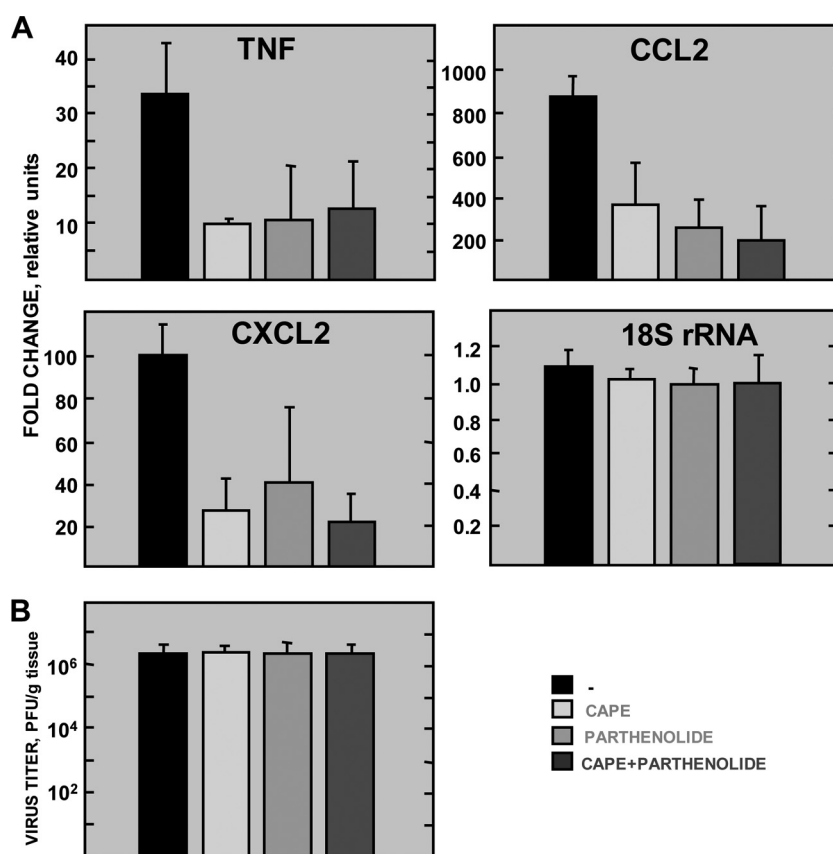 A
TNF
CCL2
40
30
20
10
1000
800
600
400
200
FOLD CHANGE, relative units
CXCL2
18S rRNA
100
80
60
40
20
1.2
1.0
0.8
0.6
0.4
0.2
B
VIRUS TITER, PFU/g tissue
10⁶
10⁴
10²
-
CAPE
PARTHENOLIDE
CAPE+PARTHENOLIDE